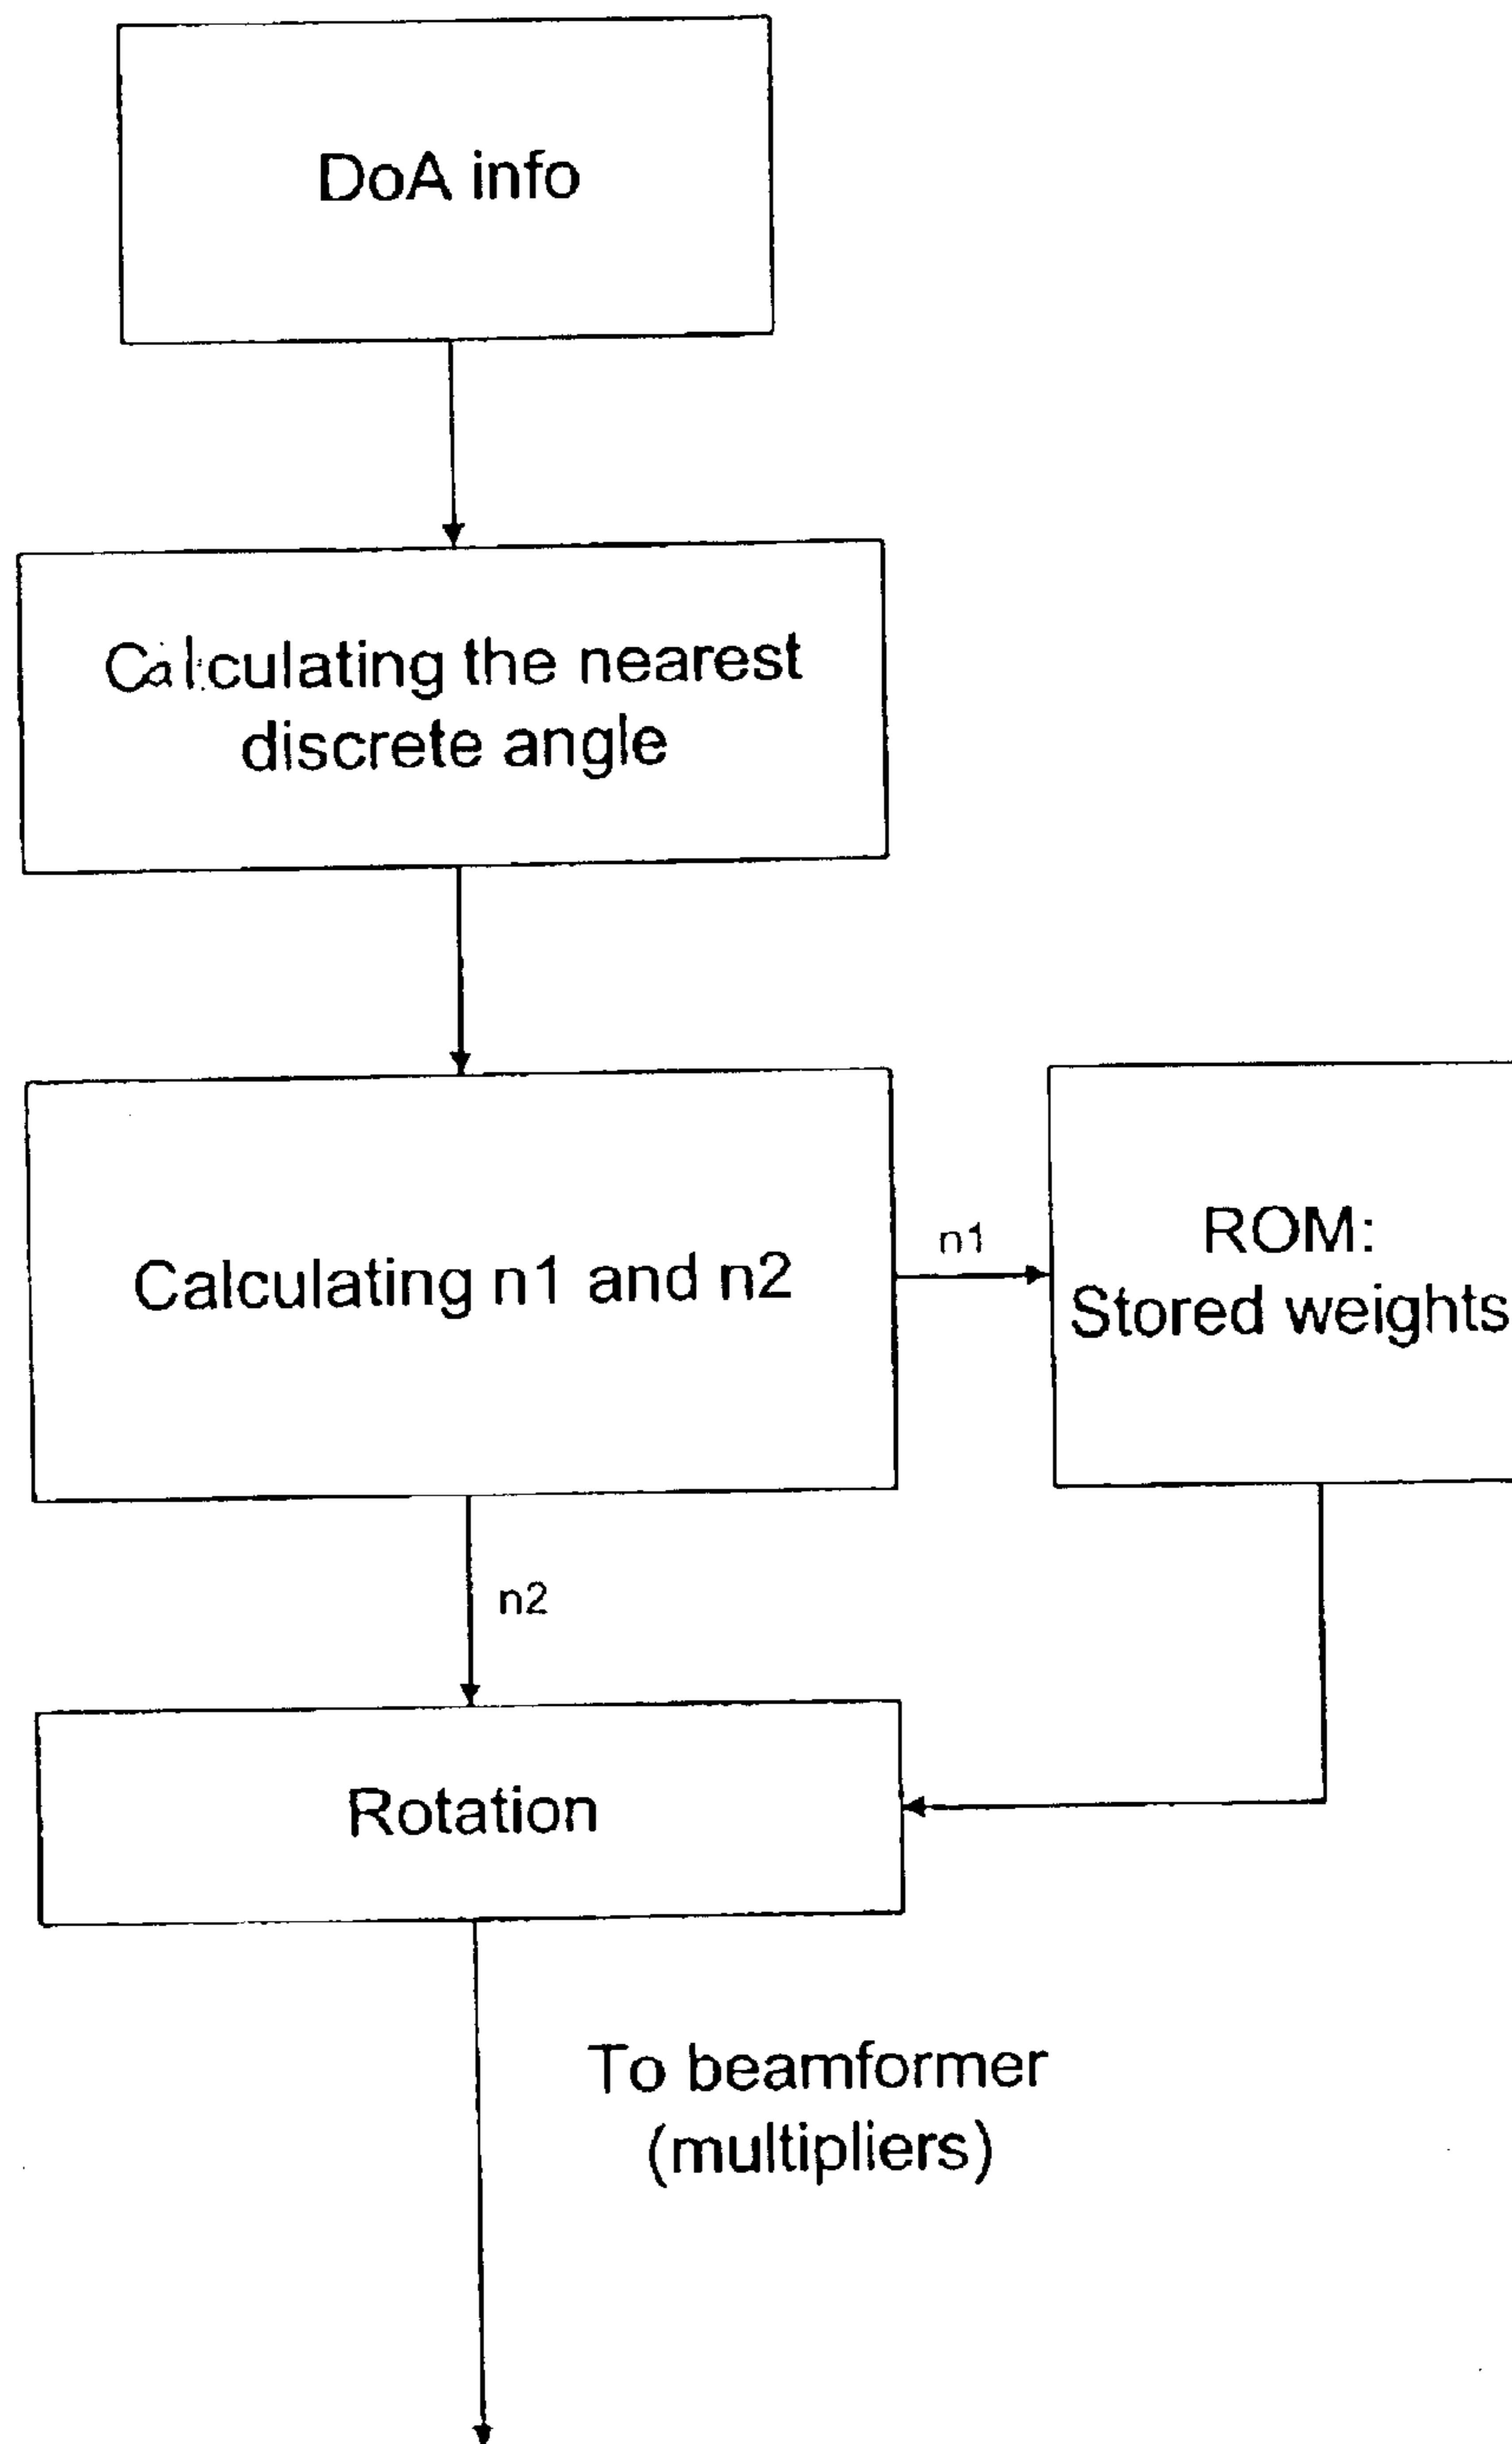 DoA info
Calculating the nearest
discrete angle
Calculating n1 and n2
n1
ROM:
Stored weights
n2
Rotation
To beamformer
(multipliers)